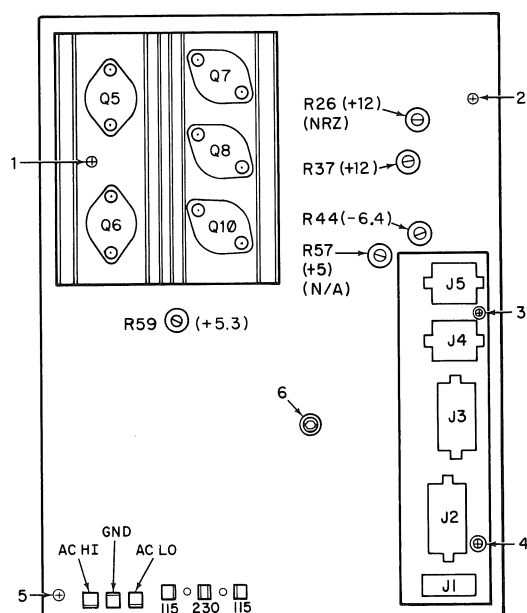 Q5
Q7
R26 (+12)
(NRZ)
2
1
Q8
R37 (+12)
Q6
Q10
R44 (-6.4)
R57
(+5)
(N/A)
J5
R59
(+5.3)
3
J4
6
J3
J2
4
GND
AC HI
AC LO
5
J1
115
230
115